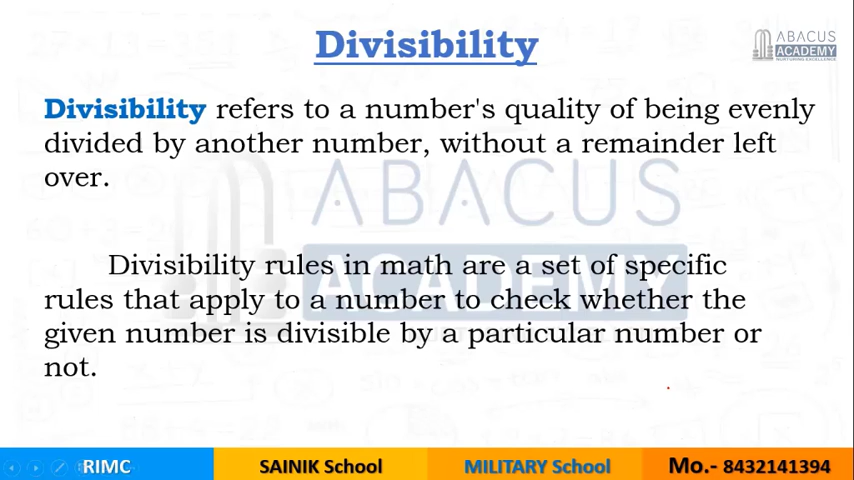 Divisibility
ABACUS
ACADEMY
NURTURING EXCELLENCE
Divisibility refers to a number's quality of being evenly
divided by another number, without a remainder left
over.
ABACUS
ACADEMY
Divisibility rules in math are a set of specific
rules that apply to a number to check whether the
given number is divisible by a particular number or
not.
RIMC
SAINIK School
MILITARY School
Mo.- 8432141394